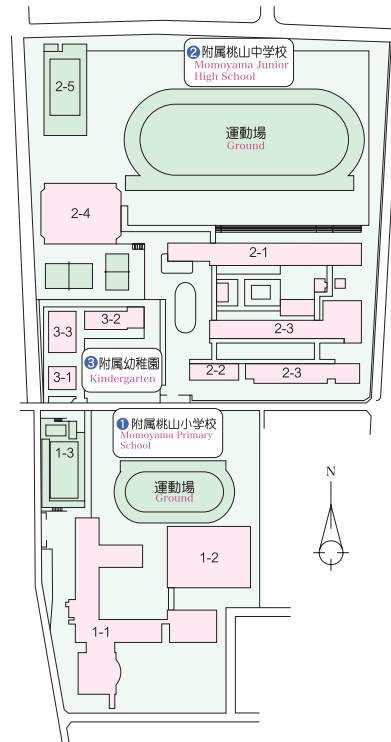 ❷附属桃山中学校
Momoyama Junior
High School
2-5
運動場
Ground
2-4
2-1
3-2
3-3
2-3
❸附属幼稚園
Kindergarten
3-1
2-2
2-3
❶附属桃山小学校
Momoyama Primary
School
1-3
運動場
Ground
N
1-2
1-1